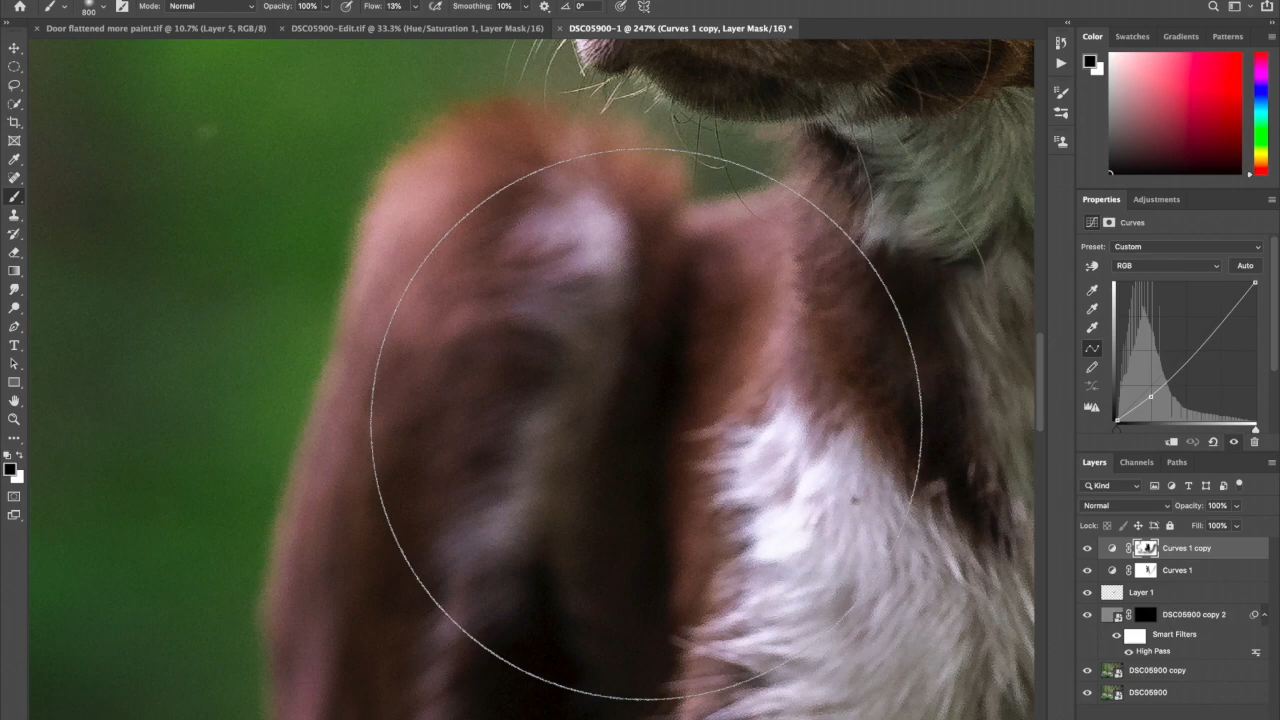 Mode: Normal Opacity: 100% Flow: 13% Smoothing: 10% 0°
800
Door flattened more paint.tif @ 10.7% (Layer 5, RGB/8) DSC05900-Edit.tif @ 33.3% (Hue/Saturation 1, Layer Mask/16) DSC05900-1 @ 247% (Curves 1 copy, Layer Mask/16) *
Color Swatches Gradients Patterns
Properties Adjustments
Curves
Preset: Custom
RGB Auto
Layers Channels Paths
Kind
Normal Opacity: 100%
Lock: Fill: 100%
Curves 1 copy
Curves 1
Layer 1
DSC05900 copy 2
Smart Filters
High Pass
DSC05900 copy
DSC05900